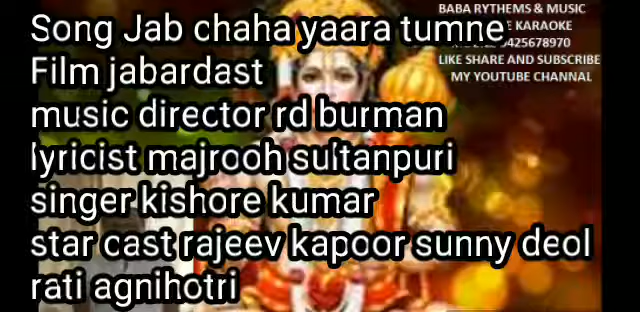 BABA RYTHEMS & MUSIC
KARAOKE
425678970
LIKE SHARE AND SUBSCRIBE
MY YOUTUBE CHANNAL
Song Jab chaha yaara tumne
Film jabardast
music director rd burman
lyricist majrooh sultanpuri
singer kishore kumar
star cast rajeev kapoor sunny deol
rati agnihotri